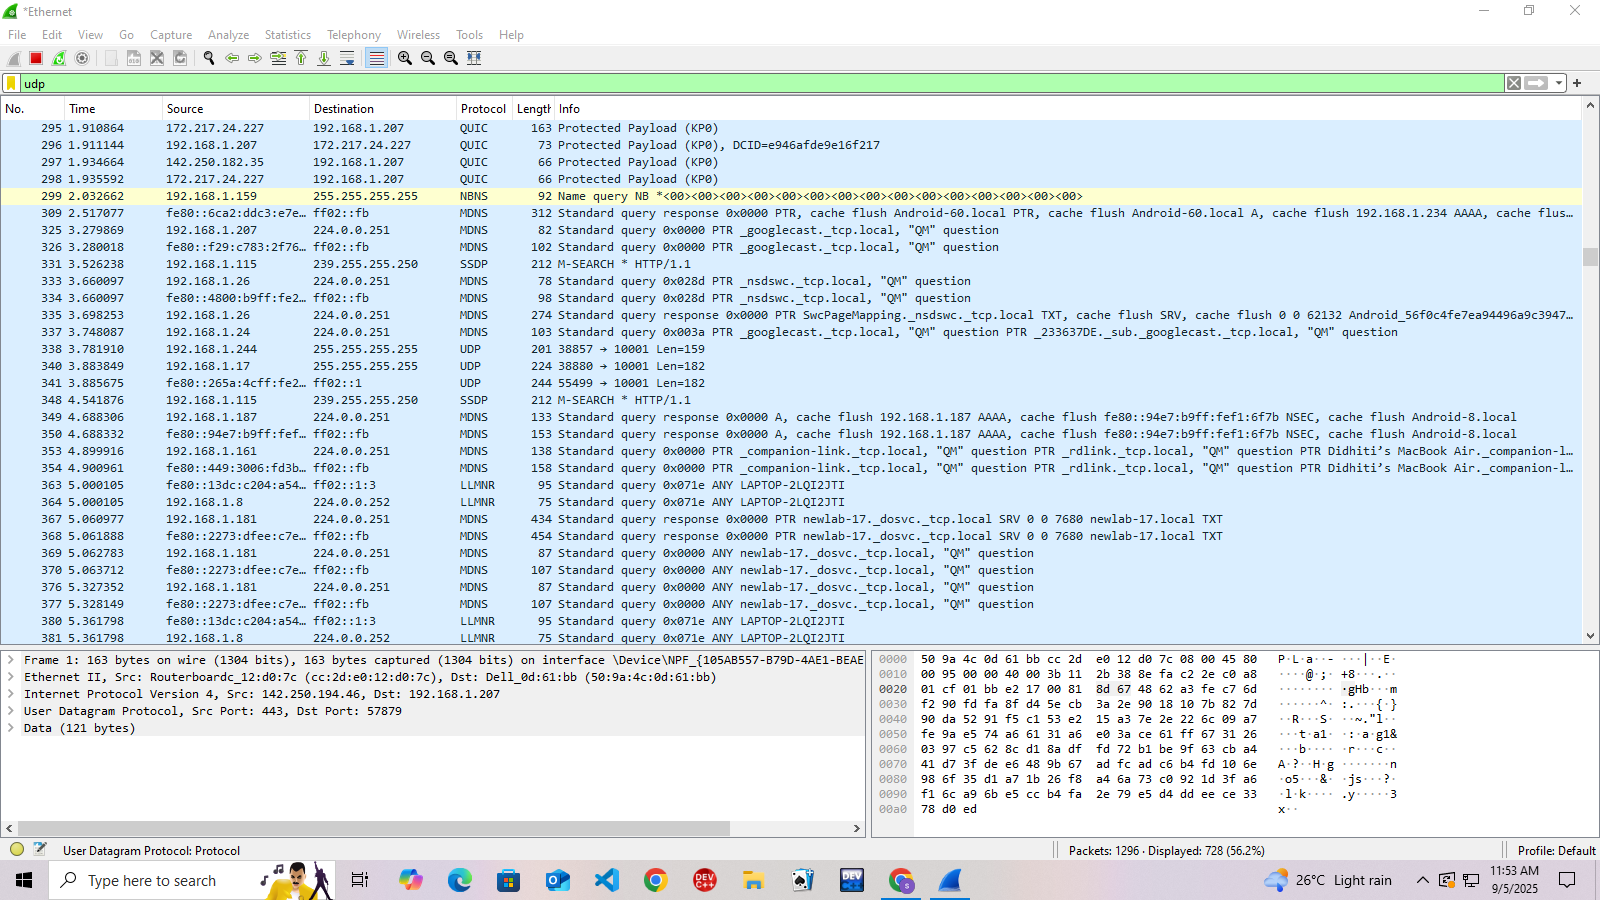 *Ethernet
File Edit View Go Capture Analyze Statistics Telephony Wireless Tools Help
udp
No. Time Source Destination Protocol Length Info
295 1.910864 172.217.24.227 192.168.1.207 QUIC 163 Protected Payload (KP0)
296 1.911144 192.168.1.207 172.217.24.227 QUIC 73 Protected Payload (KP0), DCID=e946afde9e16f217
297 1.934664 142.250.182.35 192.168.1.207 QUIC 66 Protected Payload (KP0)
298 1.935592 172.217.24.227 192.168.1.207 QUIC 66 Protected Payload (KP0)
299 2.032662 192.168.1.159 255.255.255.255 NBNS 92 Name query NB *<00><00><00><00><00><00><00><00><00><00><00><00><00><00><00>
309 2.517077 fe80::6ca2:ddc3:e7e… ff02::fb MDNS 312 Standard query response 0x0000 PTR, cache flush Android-60.local PTR, cache flush Android-60.local A, cache flush 192.168.1.234 AAAA, cache flus…
325 3.279869 192.168.1.207 224.0.0.251 MDNS 82 Standard query 0x0000 PTR _googlecast._tcp.local, "QM" question
326 3.280018 fe80::f29:c783:2f76… ff02::fb MDNS 102 Standard query 0x0000 PTR _googlecast._tcp.local, "QM" question
331 3.526238 192.168.1.115 239.255.255.250 SSDP 212 M-SEARCH * HTTP/1.1
333 3.660097 192.168.1.26 224.0.0.251 MDNS 78 Standard query 0x028d PTR _nsdswc._tcp.local, "QM" question
334 3.660097 fe80::4800:b9ff:fe2… ff02::fb MDNS 98 Standard query 0x028d PTR _nsdswc._tcp.local, "QM" question
335 3.698253 192.168.1.26 224.0.0.251 MDNS 274 Standard query response 0x0000 PTR SwcPageMapping._nsdswc._tcp.local TXT, cache flush SRV, cache flush 0 0 62132 Android_56f0c4fe7ea94496a9c3947…
337 3.748087 192.168.1.24 224.0.0.251 MDNS 103 Standard query 0x003a PTR _googlecast._tcp.local, "QM" question PTR _233637DE._sub._googlecast._tcp.local, "QM" question
338 3.781910 192.168.1.244 255.255.255.255 UDP 201 38857 → 10001 Len=159
340 3.883849 192.168.1.17 255.255.255.255 UDP 224 38880 → 10001 Len=182
341 3.885675 fe80::265a:4cff:fe2… ff02::1 UDP 244 55499 → 10001 Len=182
348 4.541876 192.168.1.115 239.255.255.250 SSDP 212 M-SEARCH * HTTP/1.1
349 4.688306 192.168.1.187 224.0.0.251 MDNS 133 Standard query response 0x0000 A, cache flush 192.168.1.187 AAAA, cache flush fe80::94e7:b9ff:fef1:6f7b NSEC, cache flush Android-8.local
350 4.688332 fe80::94e7:b9ff:fef… ff02::fb MDNS 153 Standard query response 0x0000 A, cache flush 192.168.1.187 AAAA, cache flush fe80::94e7:b9ff:fef1:6f7b NSEC, cache flush Android-8.local
353 4.899916 192.168.1.161 224.0.0.251 MDNS 138 Standard query 0x0000 PTR _companion-link._tcp.local, "QM" question PTR _rdlink._tcp.local, "QM" question PTR Didhiti’s MacBook Air._companion-l…
354 4.900961 fe80::449:3006:fd3b… ff02::fb MDNS 158 Standard query 0x0000 PTR _companion-link._tcp.local, "QM" question PTR _rdlink._tcp.local, "QM" question PTR Didhiti’s MacBook Air._companion-l…
363 5.000105 fe80::13dc:c204:a54… ff02::1:3 LLMNR 95 Standard query 0x071e ANY LAPTOP-2LQI2JTI
364 5.000105 192.168.1.8 224.0.0.252 LLMNR 75 Standard query 0x071e ANY LAPTOP-2LQI2JTI
367 5.060977 192.168.1.181 224.0.0.251 MDNS 434 Standard query response 0x0000 PTR newlab-17._dosvc._tcp.local SRV 0 0 7680 newlab-17.local TXT
368 5.061888 fe80::2273:dfee:c7e… ff02::fb MDNS 454 Standard query response 0x0000 PTR newlab-17._dosvc._tcp.local SRV 0 0 7680 newlab-17.local TXT
369 5.062783 192.168.1.181 224.0.0.251 MDNS 87 Standard query 0x0000 ANY newlab-17._dosvc._tcp.local, "QM" question
370 5.063712 fe80::2273:dfee:c7e… ff02::fb MDNS 107 Standard query 0x0000 ANY newlab-17._dosvc._tcp.local, "QM" question
376 5.327352 192.168.1.181 224.0.0.251 MDNS 87 Standard query 0x0000 ANY newlab-17._dosvc._tcp.local, "QM" question
377 5.328149 fe80::2273:dfee:c7e… ff02::fb MDNS 107 Standard query 0x0000 ANY newlab-17._dosvc._tcp.local, "QM" question
380 5.361798 fe80::13dc:c204:a54… ff02::1:3 LLMNR 95 Standard query 0x071e ANY LAPTOP-2LQI2JTI
381 5.361798 192.168.1.8 224.0.0.252 LLMNR 75 Standard query 0x071e ANY LAPTOP-2LQI2JTI
Frame 1: 163 bytes on wire (1304 bits), 163 bytes captured (1304 bits) on interface \Device\NPF_{105AB557-B79D-4AE1-BEAE
Ethernet II, Src: Routerboardc_12:d0:7c (cc:2d:e0:12:d0:7c), Dst: Dell_0d:61:bb (50:9a:4c:0d:61:bb)
Internet Protocol Version 4, Src: 142.250.194.46, Dst: 192.168.1.207
User Datagram Protocol, Src Port: 443, Dst Port: 57879
Data (121 bytes)
0000 50 9a 4c 0d 61 bb cc 2d e0 12 d0 7c 08 00 45 80 P·L·a··- ···|··E·
0010 00 95 00 00 40 00 3b 11 2b 38 8e fa c2 2e c0 a8 ····@·;· +8···.··
0020 01 cf 01 bb e2 17 00 81 8d 67 48 62 a3 fe c7 6d ········ ·gHb···m
0030 f2 90 fd fa 8f d4 5e cb 3a 2e 90 18 10 7b 82 7d ······^· :.···{·}
0040 90 da 52 91 f5 c1 53 e2 15 a3 7e 2e 22 6c 09 a7 ··R···S· ··~."l··
0050 fe 9a e5 74 a6 61 31 a6 e0 3a ce 61 ff 67 31 26 ···t·a1· ·:·a·g1&
0060 03 97 c5 62 8c d1 8a df fd 72 b1 be 9f 63 cb a4 ···b···· ·r···c··
0070 41 d7 3f de e6 48 9b 67 ad fc ad c6 b4 fd 10 6e A·?··H·g ·······n
0080 98 6f 35 d1 a7 1b 26 f8 a4 6a 73 c0 92 1d 3f a6 ·o5···&· ·js···?·
0090 f1 6c a9 6b e5 cc b4 fa 2e 79 e5 d4 dd ee ce 33 ·l·k···· .y·····3
00a0 78 d0 ed x··
User Datagram Protocol: Protocol Packets: 1296 · Displayed: 728 (56.2%) Profile: Default
Type here to search
DEV C++
DEV
S
26°C Light rain
11:53 AM
9/5/2025